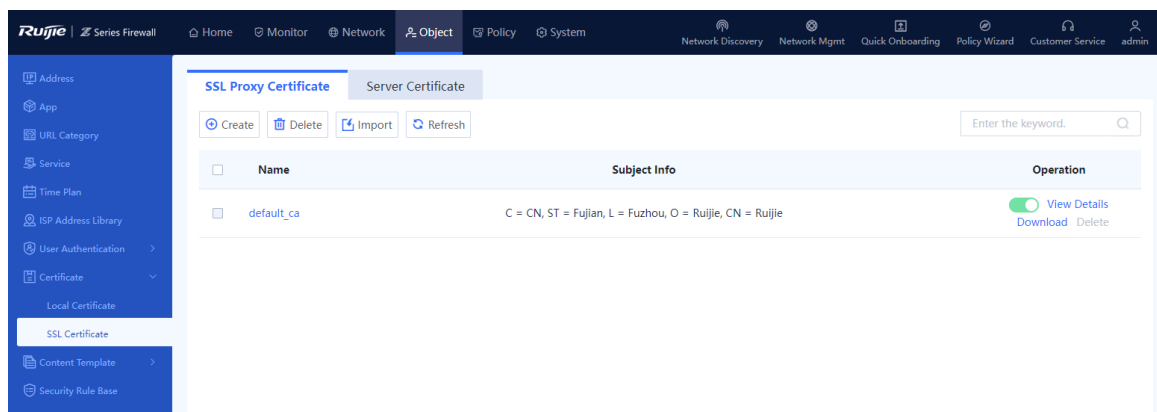 Ruijie | Z Series Firewall
Home Monitor Network Object Policy System
Network Discovery Network Mgmt Quick Onboarding Policy Wizard Customer Service admin
Address
App
URL Category
Service
Time Plan
ISP Address Library
User Authentication
Certificate
Local Certificate
SSL Certificate
Content Template
Security Rule Base
SSL Proxy Certificate Server Certificate
Create Delete Import Refresh Enter the keyword.
Name Subject Info Operation
default_ca C = CN, ST = Fujian, L = Fuzhou, O = Ruijie, CN = Ruijie View Details
Download Delete